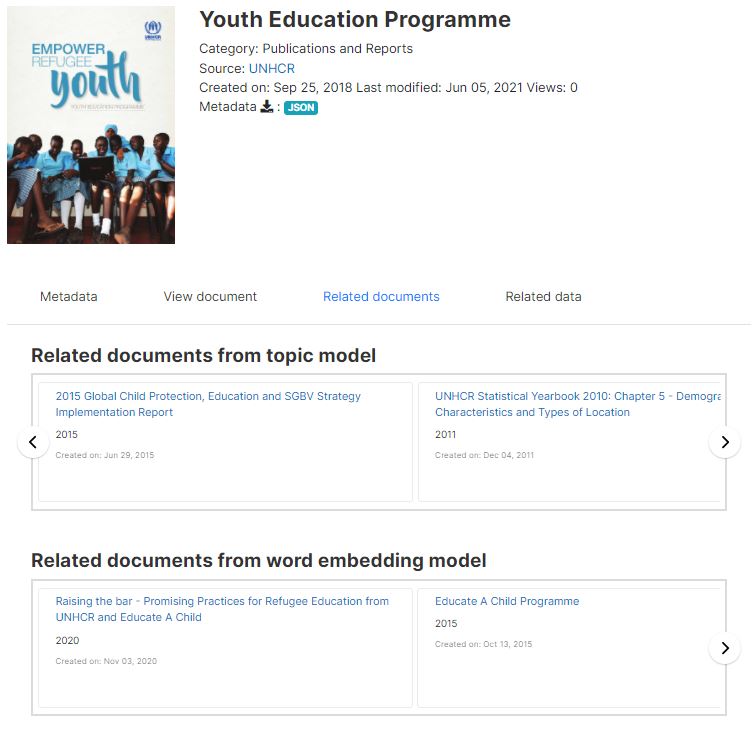 UNHCR
EMPOWER
REFUGEE
youth
YOUTH EDUCATION PROGRAMME
Youth Education Programme
Category: Publications and Reports
Source: UNHCR
Created on: Sep 25, 2018 Last modified: Jun 05, 2021 Views: 0
Metadata : JSON
Metadata View document Related documents Related data
Related documents from topic model
2015 Global Child Protection, Education and SGBV Strategy
Implementation Report
2015
Created on: Jun 29, 2015
UNHCR Statistical Yearbook 2010: Chapter 5 - Demogra
Characteristics and Types of Location
2011
Created on: Dec 04, 2011
Related documents from word embedding model
Raising the bar - Promising Practices for Refugee Education from
UNHCR and Educate A Child
2020
Created on: Nov 03, 2020
Educate A Child Programme
2015
Created on: Oct 13, 2015